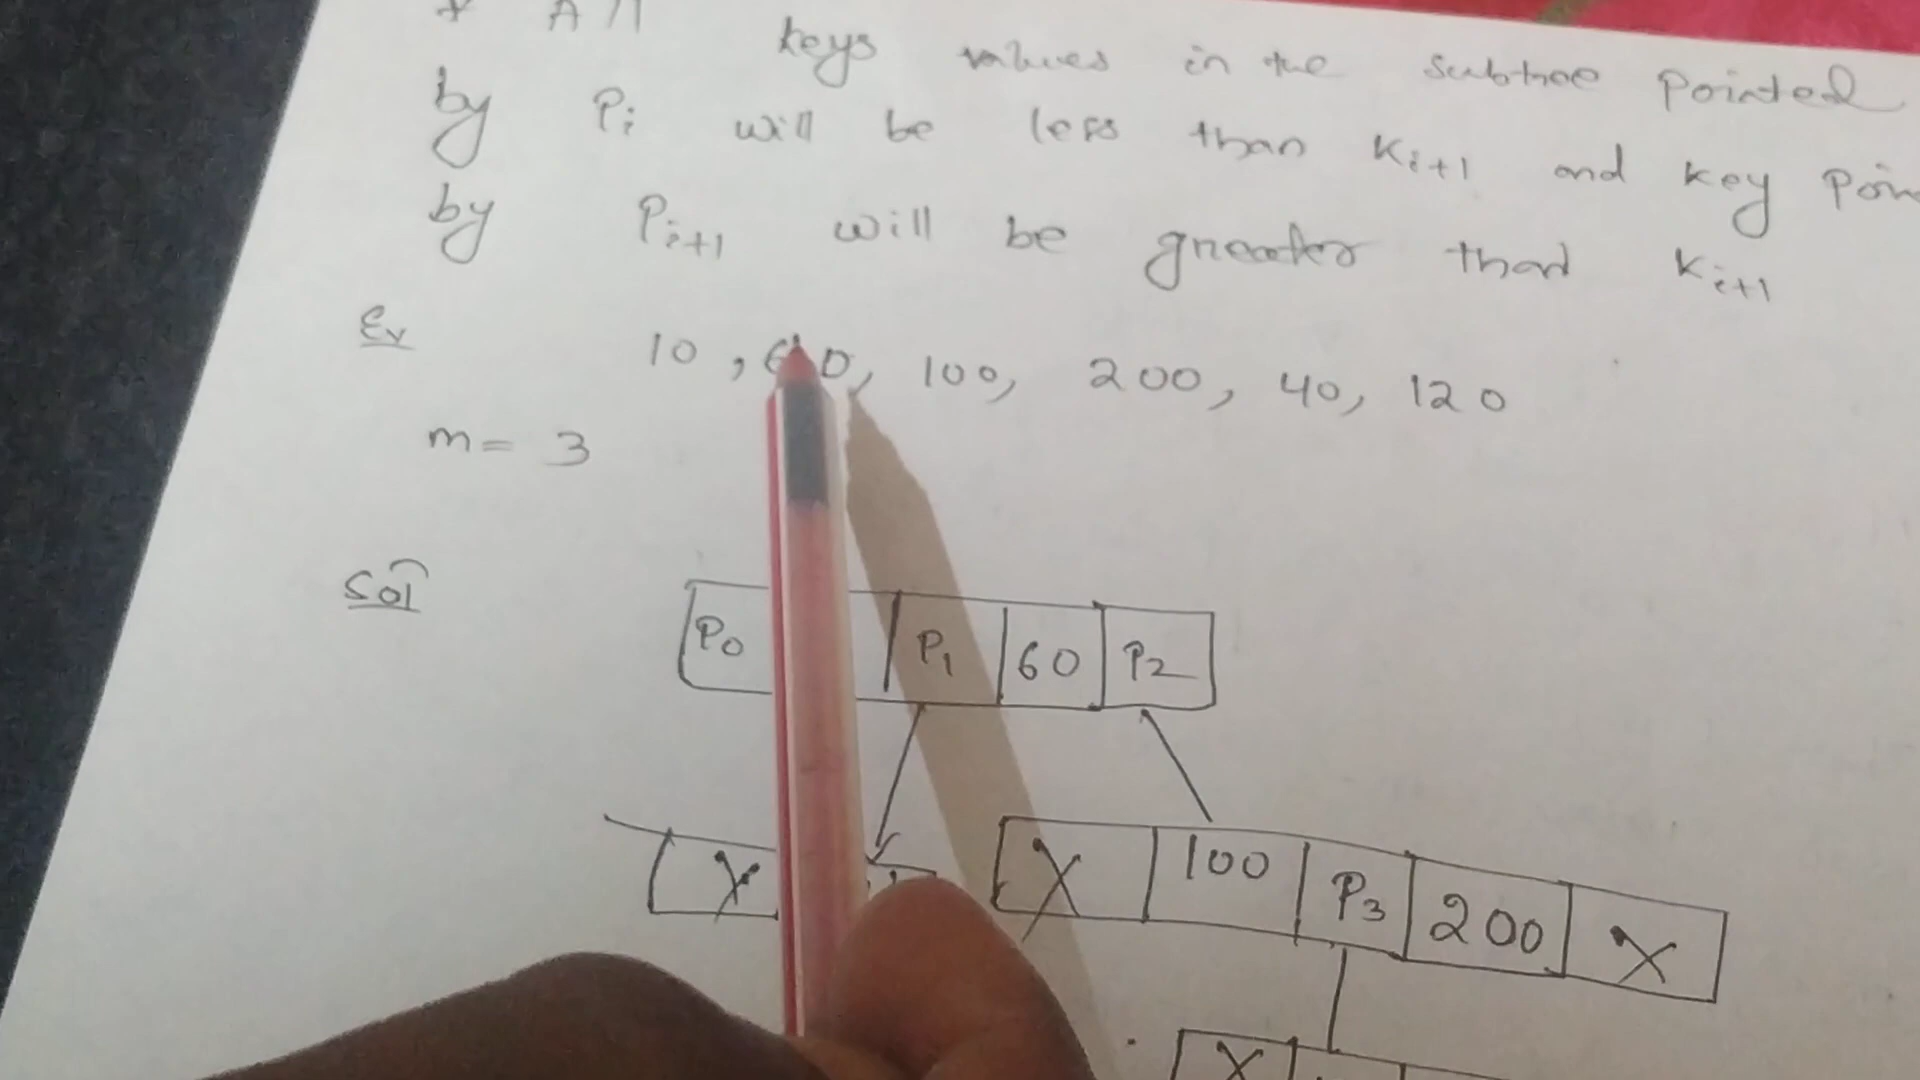 * All keys values in the subtree Pointed
by Pi will be less than Ki+1 and key
by Pi+1 will be greater than Ki+1
Ex 10, 60, 100, 200, 40, 120
m = 3
Sol
P0 P1 60 P2
X X 100 P3 200 X
X